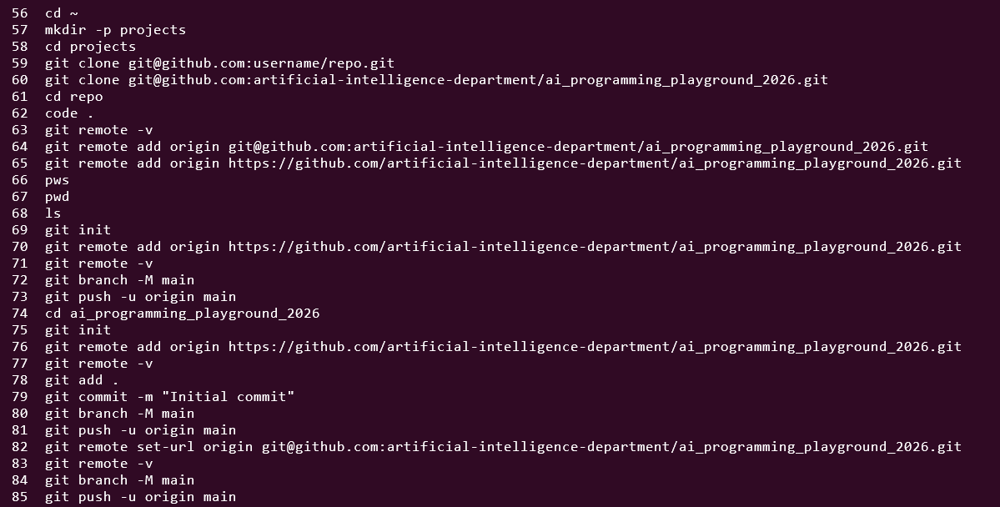 56 cd ~
57 mkdir -p projects
58 cd projects
59 git clone git@github.com:username/repo.git
60 git clone git@github.com:artificial-intelligence-department/ai_programming_playground_2026.git
61 cd repo
62 code .
63 git remote -v
64 git remote add origin git@github.com:artificial-intelligence-department/ai_programming_playground_2026.git
65 git remote add origin https://github.com/artificial-intelligence-department/ai_programming_playground_2026.git
66 pws
67 pwd
68 ls
69 git init
70 git remote add origin https://github.com/artificial-intelligence-department/ai_programming_playground_2026.git
71 git remote -v
72 git branch -M main
73 git push -u origin main
74 cd ai_programming_playground_2026
75 git init
76 git remote add origin https://github.com/artificial-intelligence-department/ai_programming_playground_2026.git
77 git remote -v
78 git add .
79 git commit -m "Initial commit"
80 git branch -M main
81 git push -u origin main
82 git remote set-url origin git@github.com:artificial-intelligence-department/ai_programming_playground_2026.git
83 git remote -v
84 git branch -M main
85 git push -u origin main